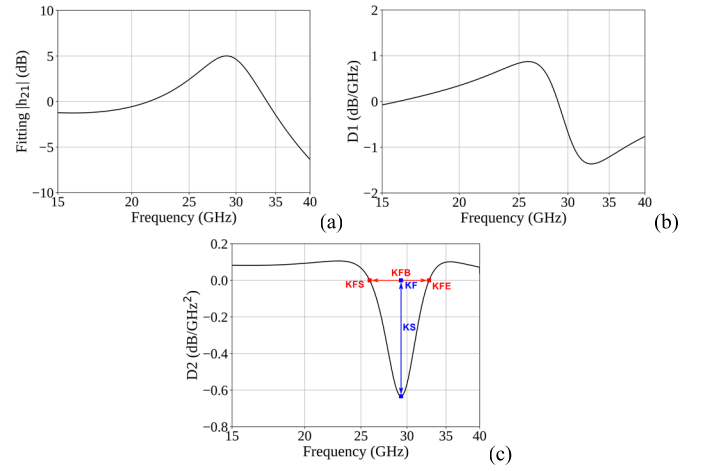 10
5
0
−5
−10
15
20
25
30
35
40
Fitting |h21| (dB)
Frequency (GHz)
(a)
2
1
0
−1
−2
15
20
25
30
35
40
D1 (dB/GHz)
Frequency (GHz)
(b)
0.2
0.0
−0.2
−0.4
−0.6
−0.8
15
20
25
30
35
40
D2 (dB/GHz²)
Frequency (GHz)
KFB
KFS
KF
KFE
KS
(c)